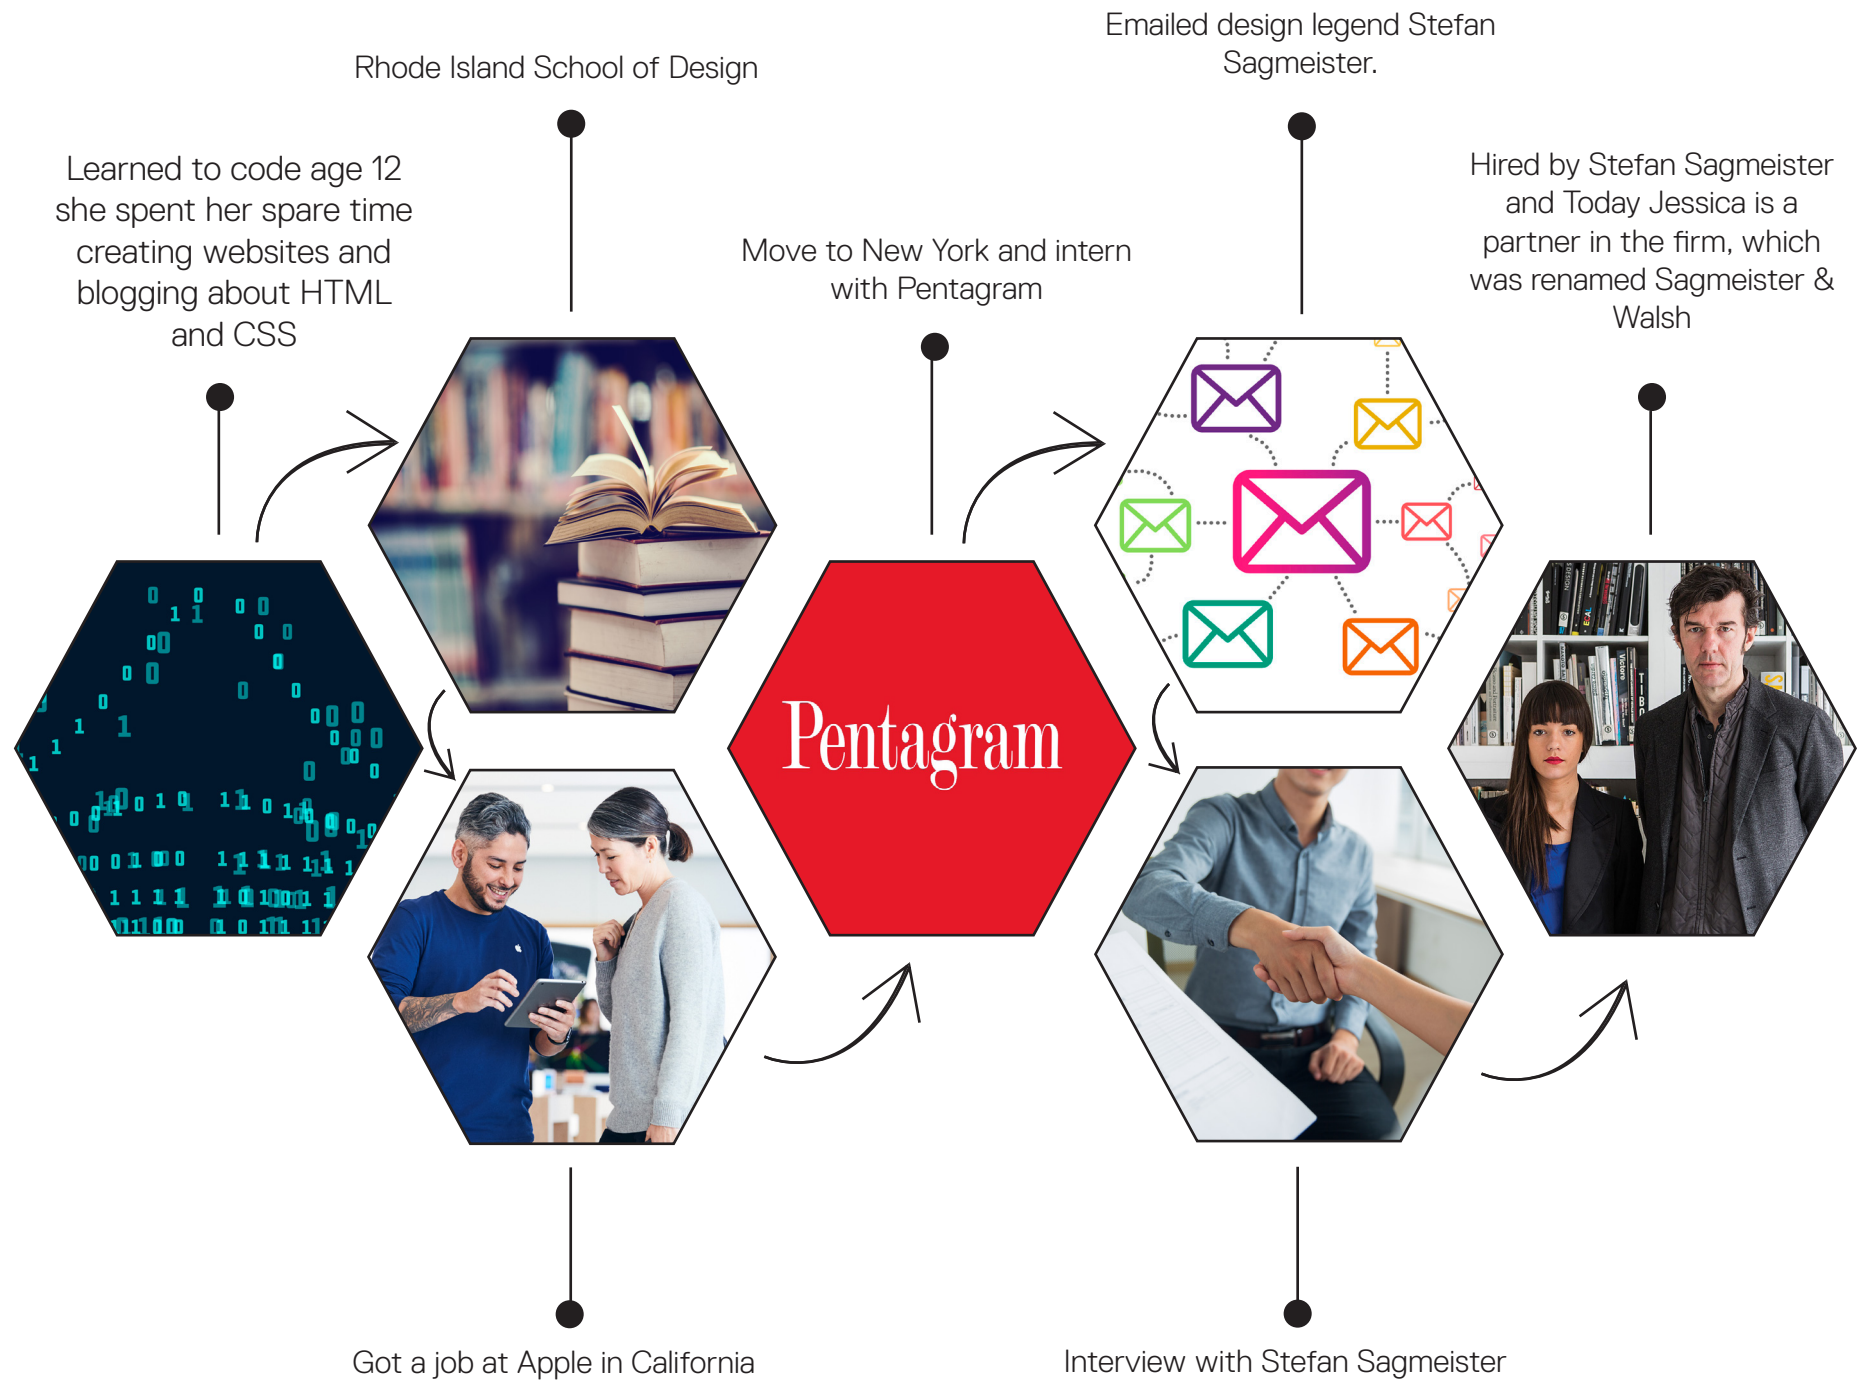 Learned to code age 12
she spent her spare time
creating websites and
blogging about HTML
and CSS
Rhode Island School of Design
Got a job at Apple in California
Move to New York and intern
with Pentagram
Pentagram
Emailed design legend Stefan
Sagmeister.
Interview with Stefan Sagmeister
Hired by Stefan Sagmeister
and Today Jessica is a
partner in the firm, which
was renamed Sagmeister &
Walsh